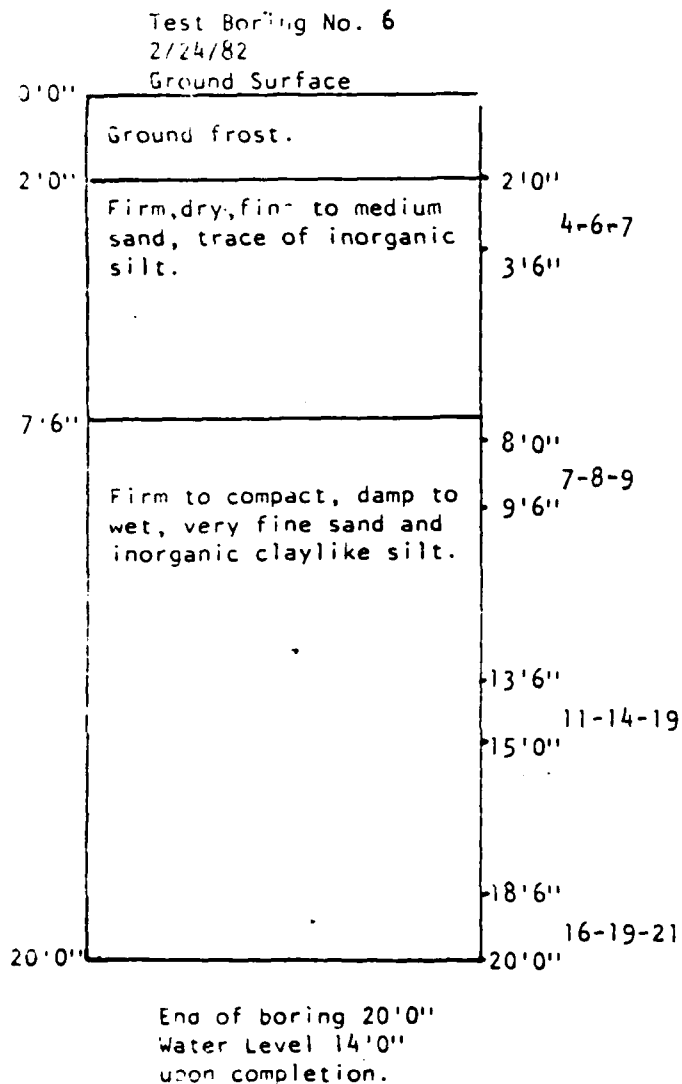 Test Boring No. 6
2/24/82
Ground Surface
0'0"
Ground frost.
2'0"
2'0"
Firm,dry,fine to medium
sand, trace of inorganic
silt.
4-6-7
3'6"
7'6"
8'0"
7-8-9
9'6"
Firm to compact, damp to
wet, very fine sand and
inorganic claylike silt.
13'6"
11-14-19
15'0"
18'6"
16-19-21
20'0"
20'0"
End of boring 20'0"
Water Level 14'0"
upon completion.